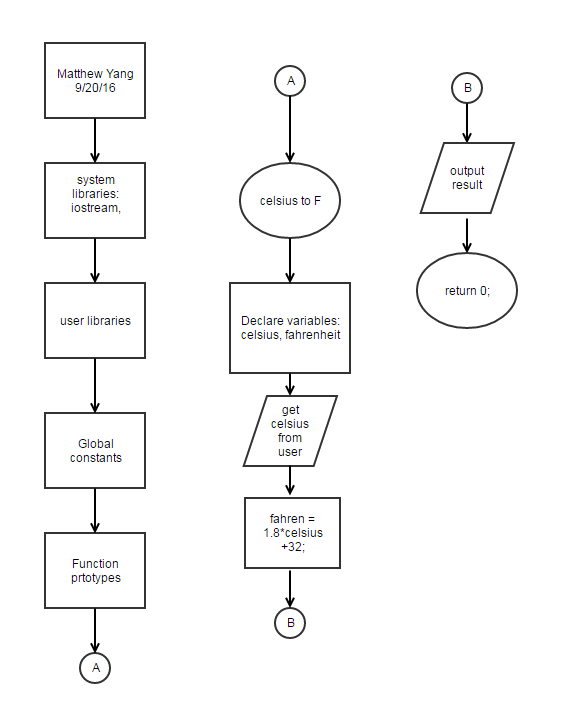 Matthew Yang
9/20/16
system
libraries:
iostream,
user libraries
Global
constants
Function
prtotypes
A
A
celsius to F
Declare variables:
celsius, fahrenheit
get
celsius
from
user
fahren =
1.8*celsius
+32;
B
B
output
result
return 0;